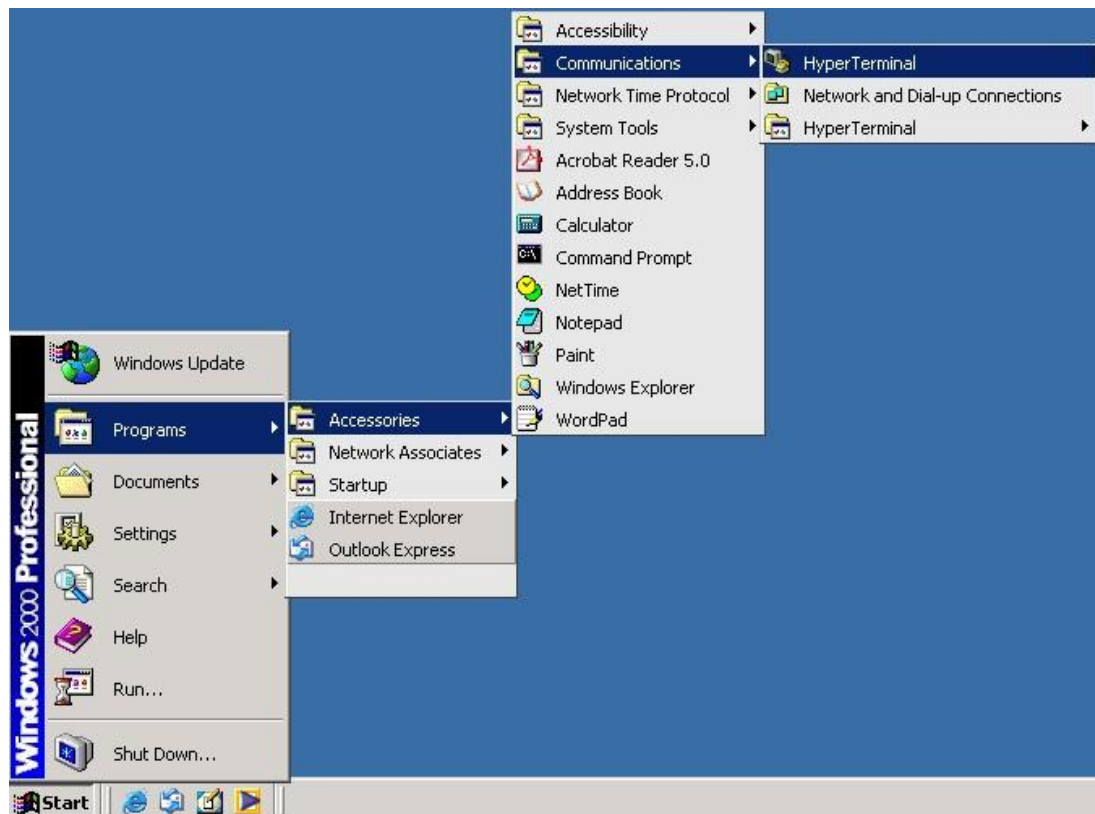 Accessibility
Communications
Network Time Protocol
System Tools
Acrobat Reader 5.0
Address Book
Calculator
Command Prompt
NetTime
Notepad
Paint
Windows Explorer
WordPad
HyperTerminal
Network and Dial-up Connections
HyperTerminal
Windows Update
Programs
Documents
Settings
Search
Help
Run...
Shut Down...
Accessories
Network Associates
Startup
Internet Explorer
Outlook Express
Windows 2000 Professional
Start